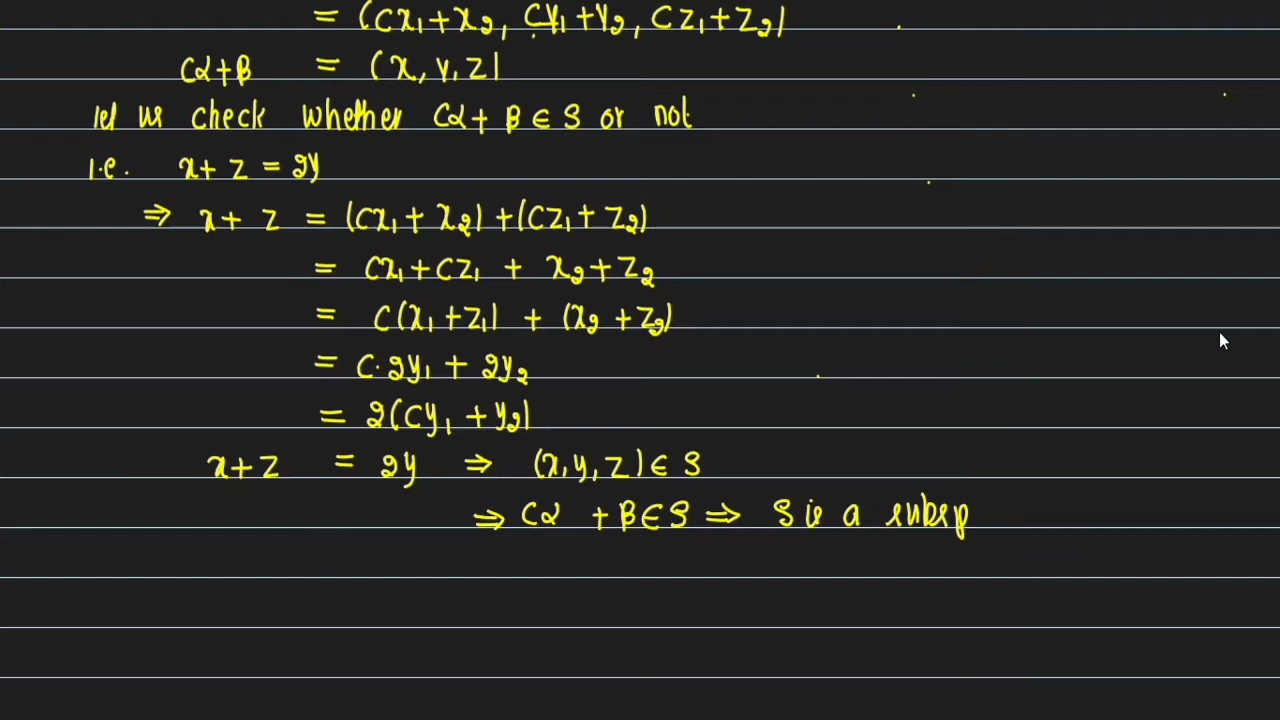 = (cx₁+x₂, cy₁+y₂, cz₁+z₂)
cα+β = (x, y, z)
let us check whether cα+β∈S or not
i.e. x+z = 2y
⇒ x+z = (cx₁+x₂)+(cz₁+z₂)
= cx₁+cz₁ + x₂+z₂
= c(x₁+z₁) + (x₂+z₂)
= c·2y₁ + 2y₂
= 2(cy₁+y₂)
x+z = 2y ⇒ (x,y,z)∈S
⇒ cα + β∈S ⇒ S is a subsp